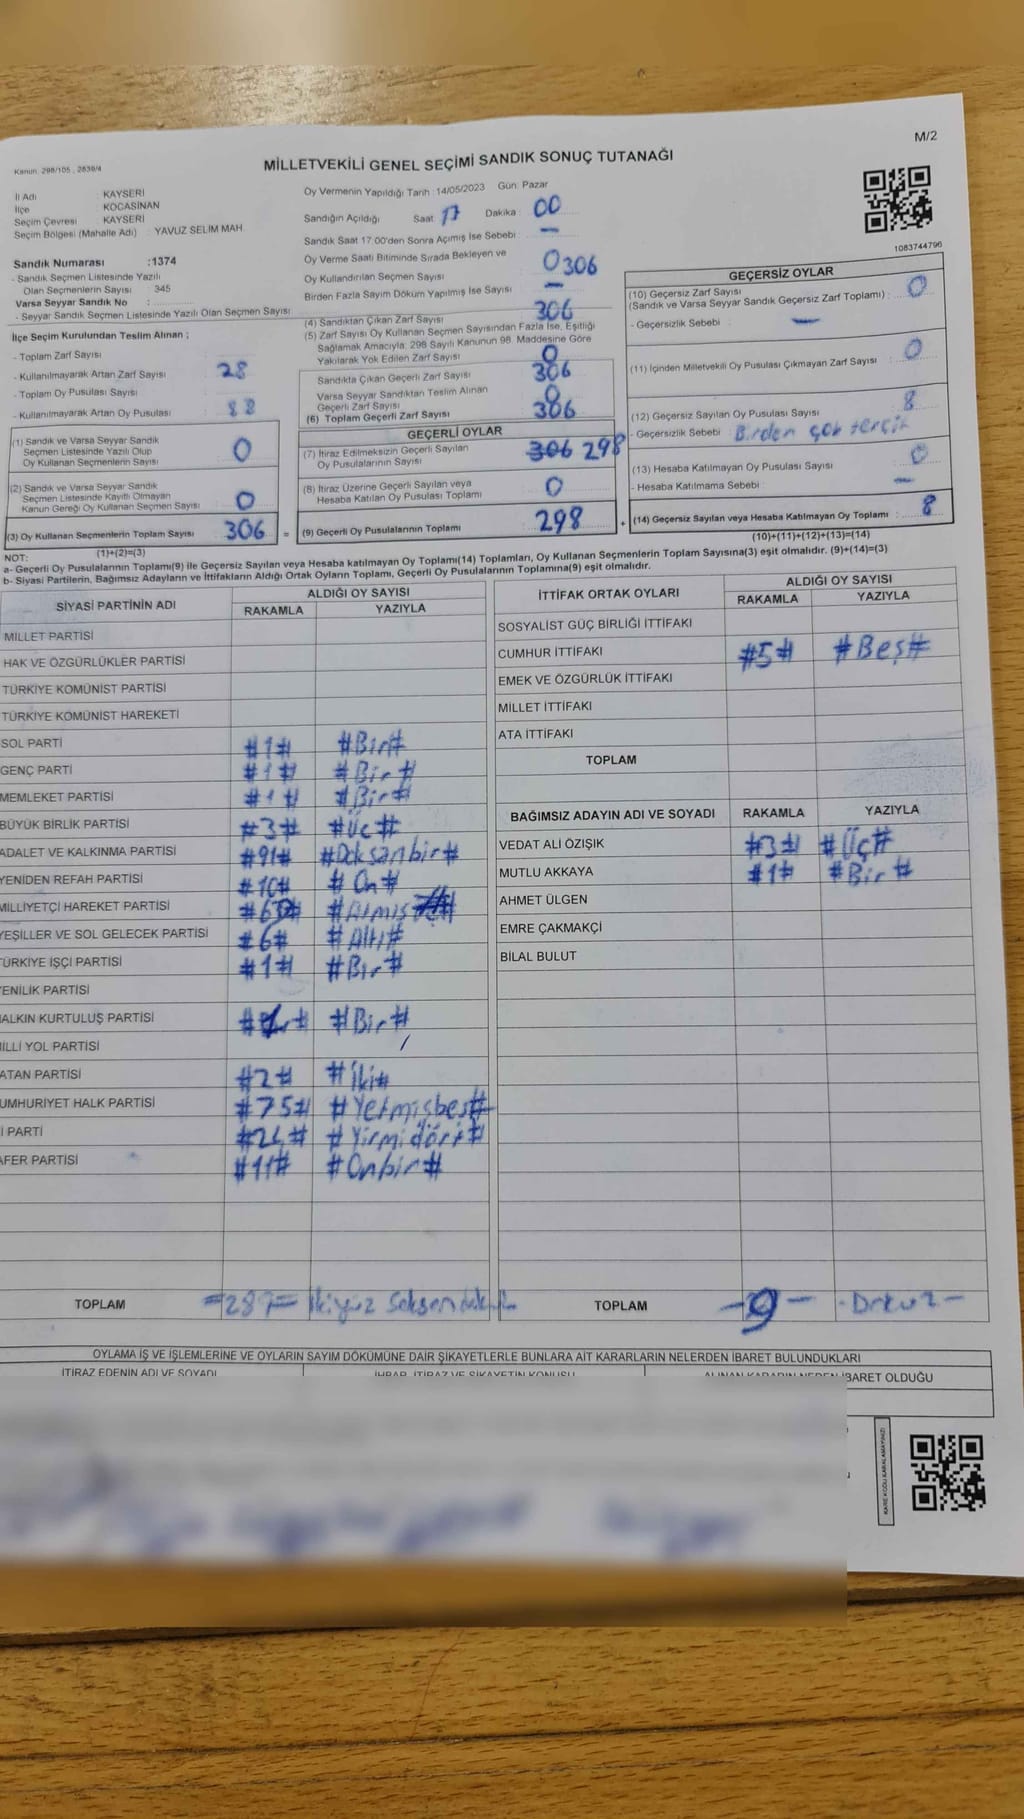 M/2
Kanun: 298/105 , 2839/4
MİLLETVEKİLİ GENEL SEÇİMİ SANDIK SONUÇ TUTANAĞI
İl Adı KAYSERİ
İlçe KOCASİNAN
Seçim Çevresi KAYSERİ
Seçim Bölgesi (Mahalle Adı) YAVUZ SELİM MAH.
Sandık Numarası :1374
- Sandık Seçmen Listesinde Yazılı
Olan Seçmenlerin Sayısı 345
Varsa Seyyar Sandık No :
- Seyyar Sandık Seçmen Listesinde Yazılı Olan Seçmen Sayısı
İlçe Seçim Kurulundan Teslim Alınan ;
- Toplam Zarf Sayısı
- Kullanılmayarak Artan Zarf Sayısı 28
- Toplam Oy Pusulası Sayısı
- Kullanılmayarak Artan Oy Pusulası 88
(1) Sandık ve Varsa Seyyar Sandık
Seçmen Listesinde Yazılı Olup
Oy Kullanan Seçmenlerin Sayısı 0
(2) Sandık ve Varsa Seyyar Sandık
Seçmen Listesinde Kayıtlı Olmayan
Kanun Gereği Oy Kullanan Seçmen Sayısı 0
(3) Oy Kullanan Seçmenlerin Toplam Sayısı 306 =
(1)+(2)=(3)
Oy Vermenin Yapıldığı Tarih :14/05/2023 Gün: Pazar
Sandığın Açıldığı Saat 17 Dakika : 00
Sandık Saat 17:00'den Sonra Açımış İse Sebebi : —
Oy Verme Saati Bitiminde Sırada Bekleyen ve
Oy Kullandırılan Seçmen Sayısı 0 306
Birden Fazla Sayım Döküm Yapılmış İse Sayısı —
(4) Sandıktan Çıkan Zarf Sayısı 306
(5) Zarf Sayısı Oy Kullanan Seçmen Sayısından Fazla İse, Eşitliği
Sağlamak Amacıyla, 298 Sayılı Kanunun 98. Maddesine Göre
Yakılarak Yok Edilen Zarf Sayısı 0
Sandıkta Çıkan Geçerli Zarf Sayısı 306
Varsa Seyyar Sandıktan Teslim Alınan
Geçerli Zarf Sayısı 0
(6) Toplam Geçerli Zarf Sayısı 306
GEÇERLİ OYLAR
(7) İtiraz Edilmeksizin Geçerli Sayılan
Oy Pusulalarının Sayısı 306 298
(8) İtiraz Üzerine Geçerli Sayılan veya
Hesaba Katılan Oy Pusulası Toplamı 0
(9) Geçerli Oy Pusulalarının Toplamı 298 +
1083744796
GEÇERSİZ OYLAR
(10) Geçersiz Zarf Sayısı
(Sandık ve Varsa Seyyar Sandık Geçersiz Zarf Toplamı) : 0
- Geçersizlik Sebebi : —
(11) İçinden Milletvekili Oy Pusulası Çıkmayan Zarf Sayısı 0
(12) Geçersiz Sayılan Oy Pusulası Sayısı 8
- Geçersizlik Sebebi : Birden çok tercih
(13) Hesaba Katılmayan Oy Pusulası Sayısı 0
- Hesaba Katılmama Sebebi : —
(14) Geçersiz Sayılan veya Hesaba Katılmayan Oy Toplamı : 8
(10)+(11)+(12)+(13)=(14)
NOT:
a- Geçerli Oy Pusulalarının Toplamı(9) ile Geçersiz Sayılan veya Hesaba katılmayan Oy Toplamı(14) Toplamları, Oy Kullanan Seçmenlerin Toplam Sayısına(3) eşit olmalıdır. (9)+(14)=(3)
b- Siyasi Partilerin, Bağımsız Adayların ve İttifakların Aldığı Ortak Oyların Toplamı, Geçerli Oy Pusulalarının Toplamına(9) eşit olmalıdır.
SİYASİ PARTİNİN ADI ALDIĞI OY SAYISI
RAKAMLA YAZIYLA
MİLLET PARTİSİ
HAK VE ÖZGÜRLÜKLER PARTİSİ
TÜRKİYE KOMÜNİST PARTİSİ
TÜRKİYE KOMÜNİST HAREKETİ
SOL PARTİ #1# #Bir#
GENÇ PARTİ #1# #Bir#
MEMLEKET PARTİSİ #1# #Bir#
BÜYÜK BİRLİK PARTİSİ #3# #Üç#
ADALET VE KALKINMA PARTİSİ #91# #Doksanbir#
YENİDEN REFAH PARTİSİ #10# #On#
MİLLİYETÇİ HAREKET PARTİSİ #Atmış
YEŞİLLER VE SOL GELECEK PARTİSİ #6# #Altı#
TÜRKİYE İŞÇİ PARTİSİ #1# #Bir#
YENİLİK PARTİSİ
ALKIN KURTULUŞ PARTİSİ #Bir#
İLLİ YOL PARTİSİ
ATAN PARTİSİ #2# #İki#
UMHURİYET HALK PARTİSİ #75# #Yetmişbeş#
İ PARTİ #24# #Yirmidört#
AFER PARTİSİ #11# #Onbir#
TOPLAM =289= İkiyüz Seksendokuz
İTTİFAK ORTAK OYLARI ALDIĞI OY SAYISI
RAKAMLA YAZIYLA
SOSYALİST GÜÇ BİRLİĞİ İTTİFAKI
CUMHUR İTTİFAKI #5# #Beş#
EMEK VE ÖZGÜRLÜK İTTİFAKI
MİLLET İTTİFAKI
ATA İTTİFAKI
TOPLAM
BAĞIMSIZ ADAYIN ADI VE SOYADI RAKAMLA YAZIYLA
VEDAT ALİ ÖZIŞIK #3# #Üç#
MUTLU AKKAYA #1# #Bir#
AHMET ÜLGEN
EMRE ÇAKMAKÇİ
BİLAL BULUT
TOPLAM -9- -Dokuz-
OYLAMA İŞ VE İŞLEMLERİNE VE OYLARIN SAYIM DÖKÜMÜNE DAİR ŞİKAYETLERLE BUNLARA AİT KARARLARIN NELERDEN İBARET BULUNDUKLARI
İTİRAZ EDENİN ADI VE SOYADI İHBAR, İTİRAZ VE ŞİKAYETİN KONUSU ALINAN KARARIN NEDEN İBARET OLDUĞU
KARE KODU KARALAMAYINIZ!